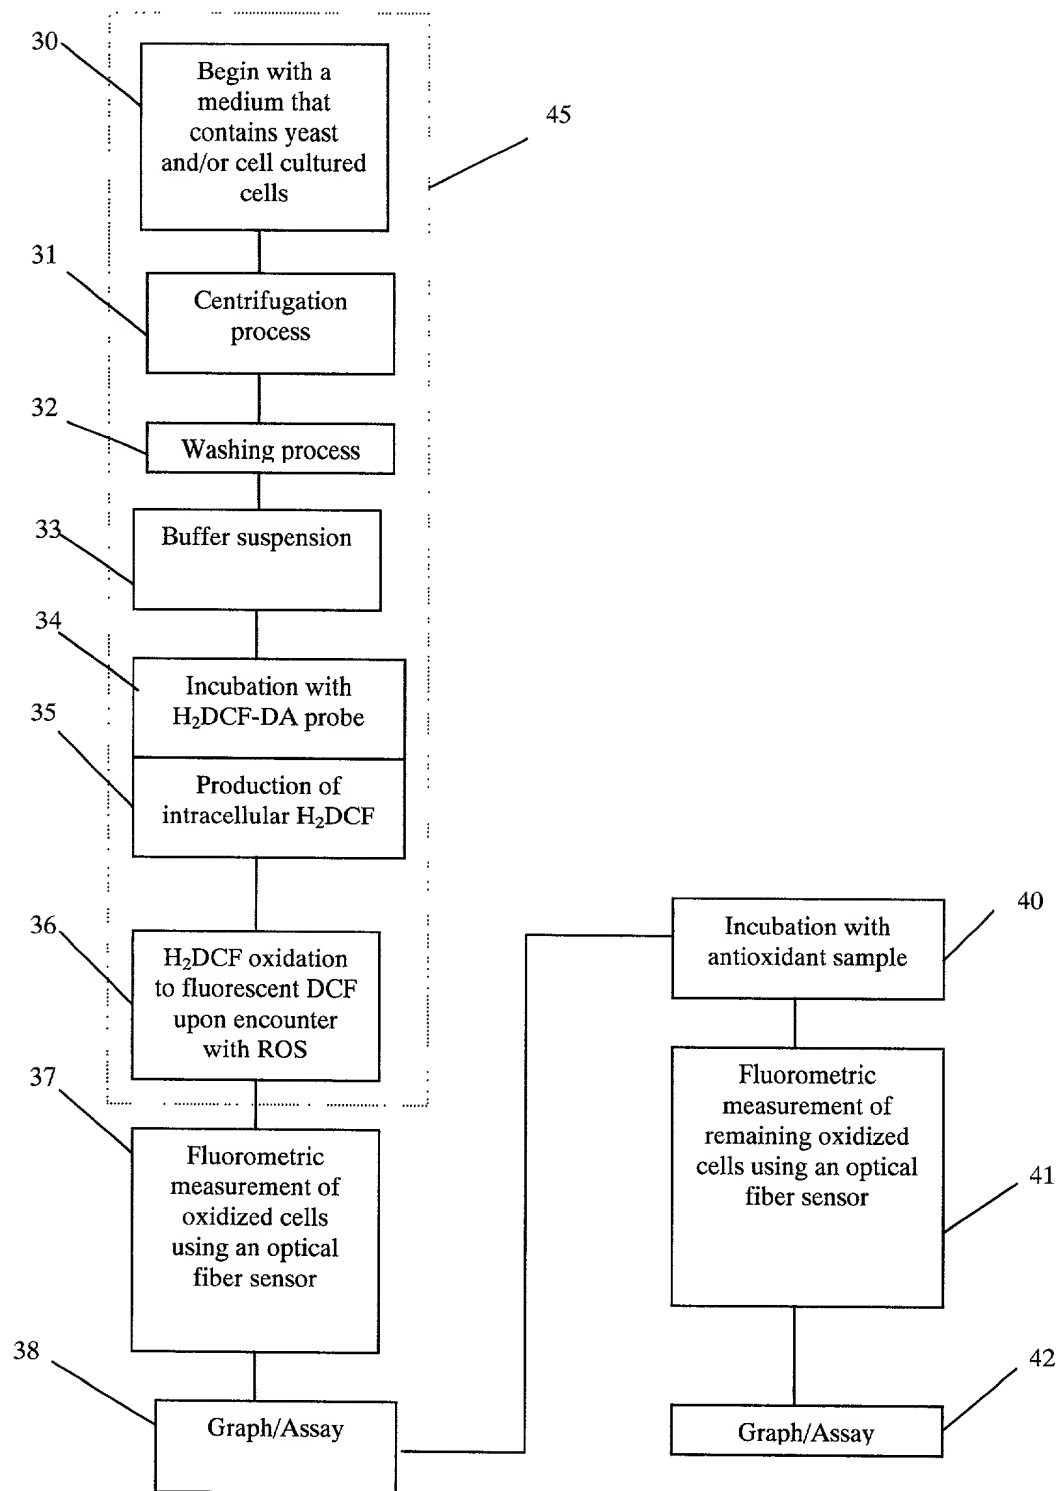 30
Begin with a
medium that
contains yeast
and/or cell cultured
cells
45
31
Centrifugation
process
32
Washing process
33
Buffer suspension
34
Incubation with
H₂DCF-DA probe
35
Production of
intracellular H₂DCF
36
H₂DCF oxidation
to fluorescent DCF
upon encounter
with ROS
37
Fluorometric
measurement of
oxidized cells
using an optical
fiber sensor
38
Graph/Assay
40
Incubation with
antioxidant sample
Fluorometric
measurement of
remaining oxidized
cells using an optical
fiber sensor
41
42
Graph/Assay